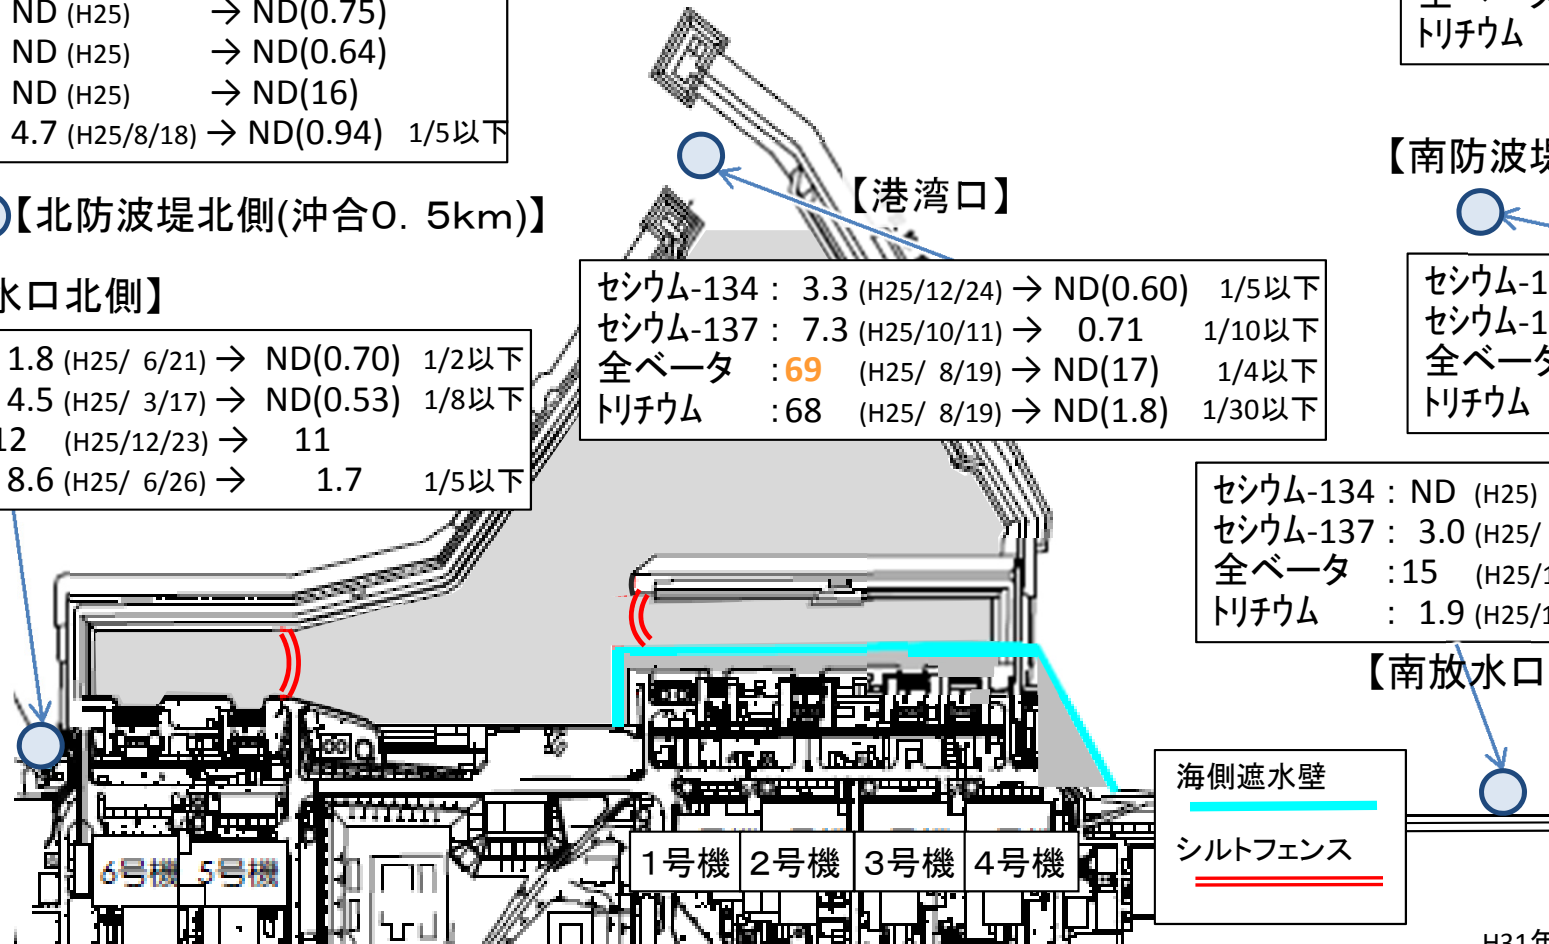 ND (H25) → ND(0.75)
ND (H25) → ND(0.64)
ND (H25) → ND(16)
4.7 (H25/8/18) → ND(0.94) 1/5以下
トリチウム
【南防波堤
【北防波堤北側(沖合0.5km)】
【港湾口】
水口北側】
1.8 (H25/ 6/21) → ND(0.70) 1/2以下
4.5 (H25/ 3/17) → ND(0.53) 1/8以下
12 (H25/12/23) → 11
8.6 (H25/ 6/26) → 1.7 1/5以下
セシウム-134 : 3.3 (H25/12/24) → ND(0.60) 1/5以下
セシウム-137 : 7.3 (H25/10/11) → 0.71 1/10以下
全ベータ :69 (H25/ 8/19) → ND(17) 1/4以下
トリチウム :68 (H25/ 8/19) → ND(1.8) 1/30以下
セシウム-1
セシウム-1
全ベータ
トリチウム
セシウム-134 : ND (H25)
セシウム-137 : 3.0 (H25/
全ベータ :15 (H25/1
トリチウム : 1.9 (H25/1
【南放水口
海側遮水壁
シルトフェンス
6号機 5号機
1号機 2号機 3号機 4号機
H31年